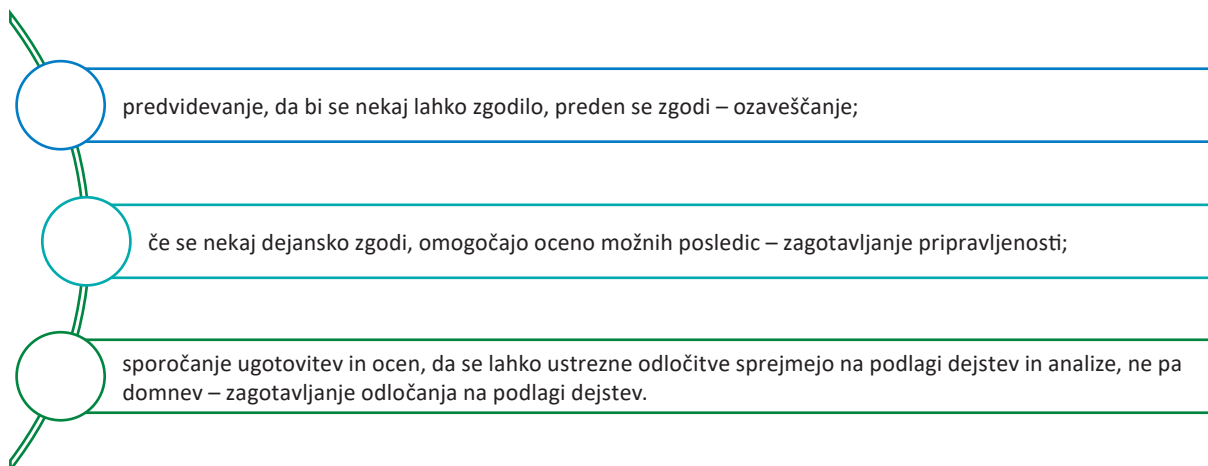 predvidevanje, da bi se nekaj lahko zgodilo, preden se zgodi – ozaveščanje;
če se nekaj dejansko zgodi, omogočajo oceno možnih posledic – zagotavljanje pripravljenosti;
sporočanje ugotovitev in ocen, da se lahko ustrezne odločitve sprejmejo na podlagi dejstev in analize, ne pa
domnev – zagotavljanje odločanja na podlagi dejstev.